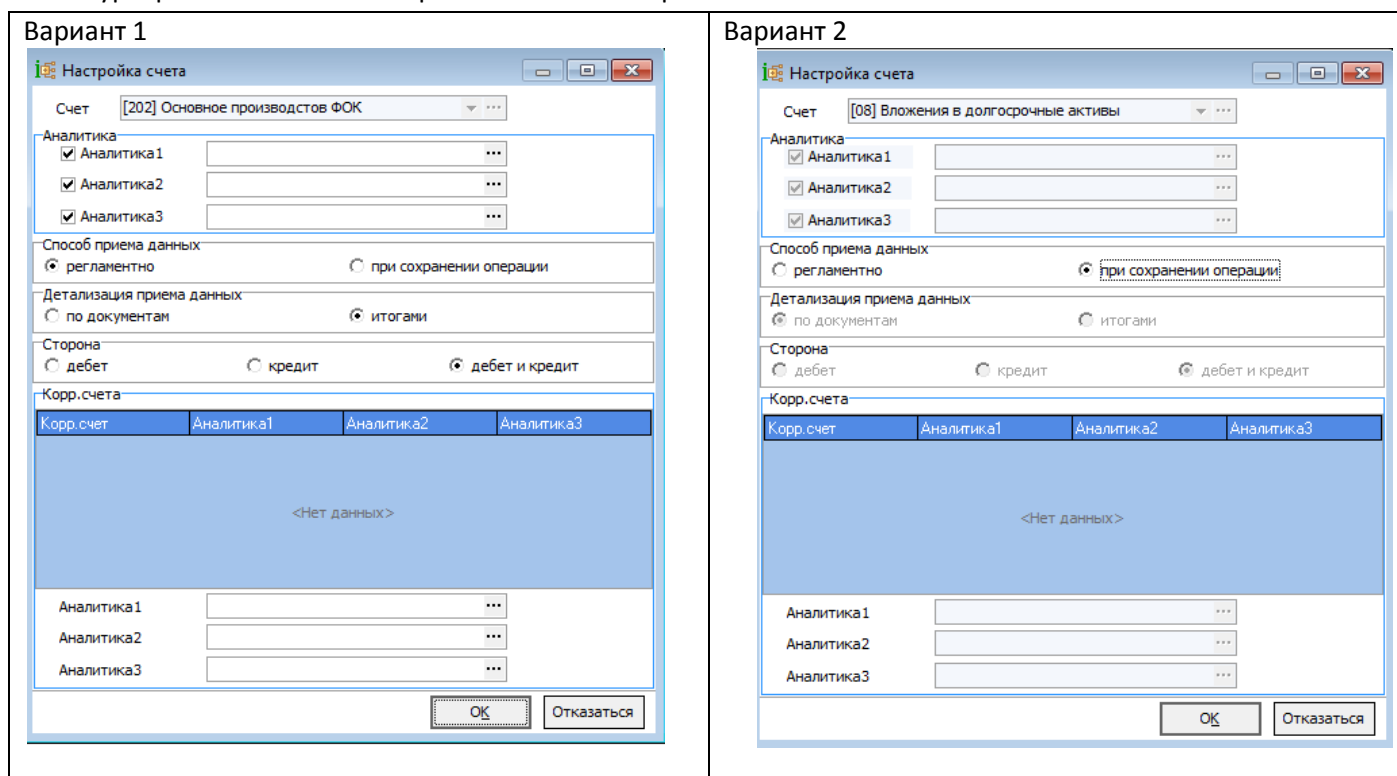 Вариант 1
Настройка счета
Счет [202] Основное производстов ФОК
Аналитика
Аналитика1
Аналитика2
Аналитика3
Способ приема данных
регламентно при сохранении операции
Детализация приема данных
по документам итогами
Сторона
дебет кредит дебет и кредит
Корр.счета
Корр.счет Аналитика1 Аналитика2 Аналитика3
<Нет данных>
Аналитика1
Аналитика2
Аналитика3
OK Отказаться
Вариант 2
Настройка счета
Счет [08] Вложения в долгосрочные активы
Аналитика
Аналитика1
Аналитика2
Аналитика3
Способ приема данных
регламентно при сохранении операции
Детализация приема данных
по документам итогами
Сторона
дебет кредит дебет и кредит
Корр.счета
Корр.счет Аналитика1 Аналитика2 Аналитика3
<Нет данных>
Аналитика1
Аналитика2
Аналитика3
OK Отказаться